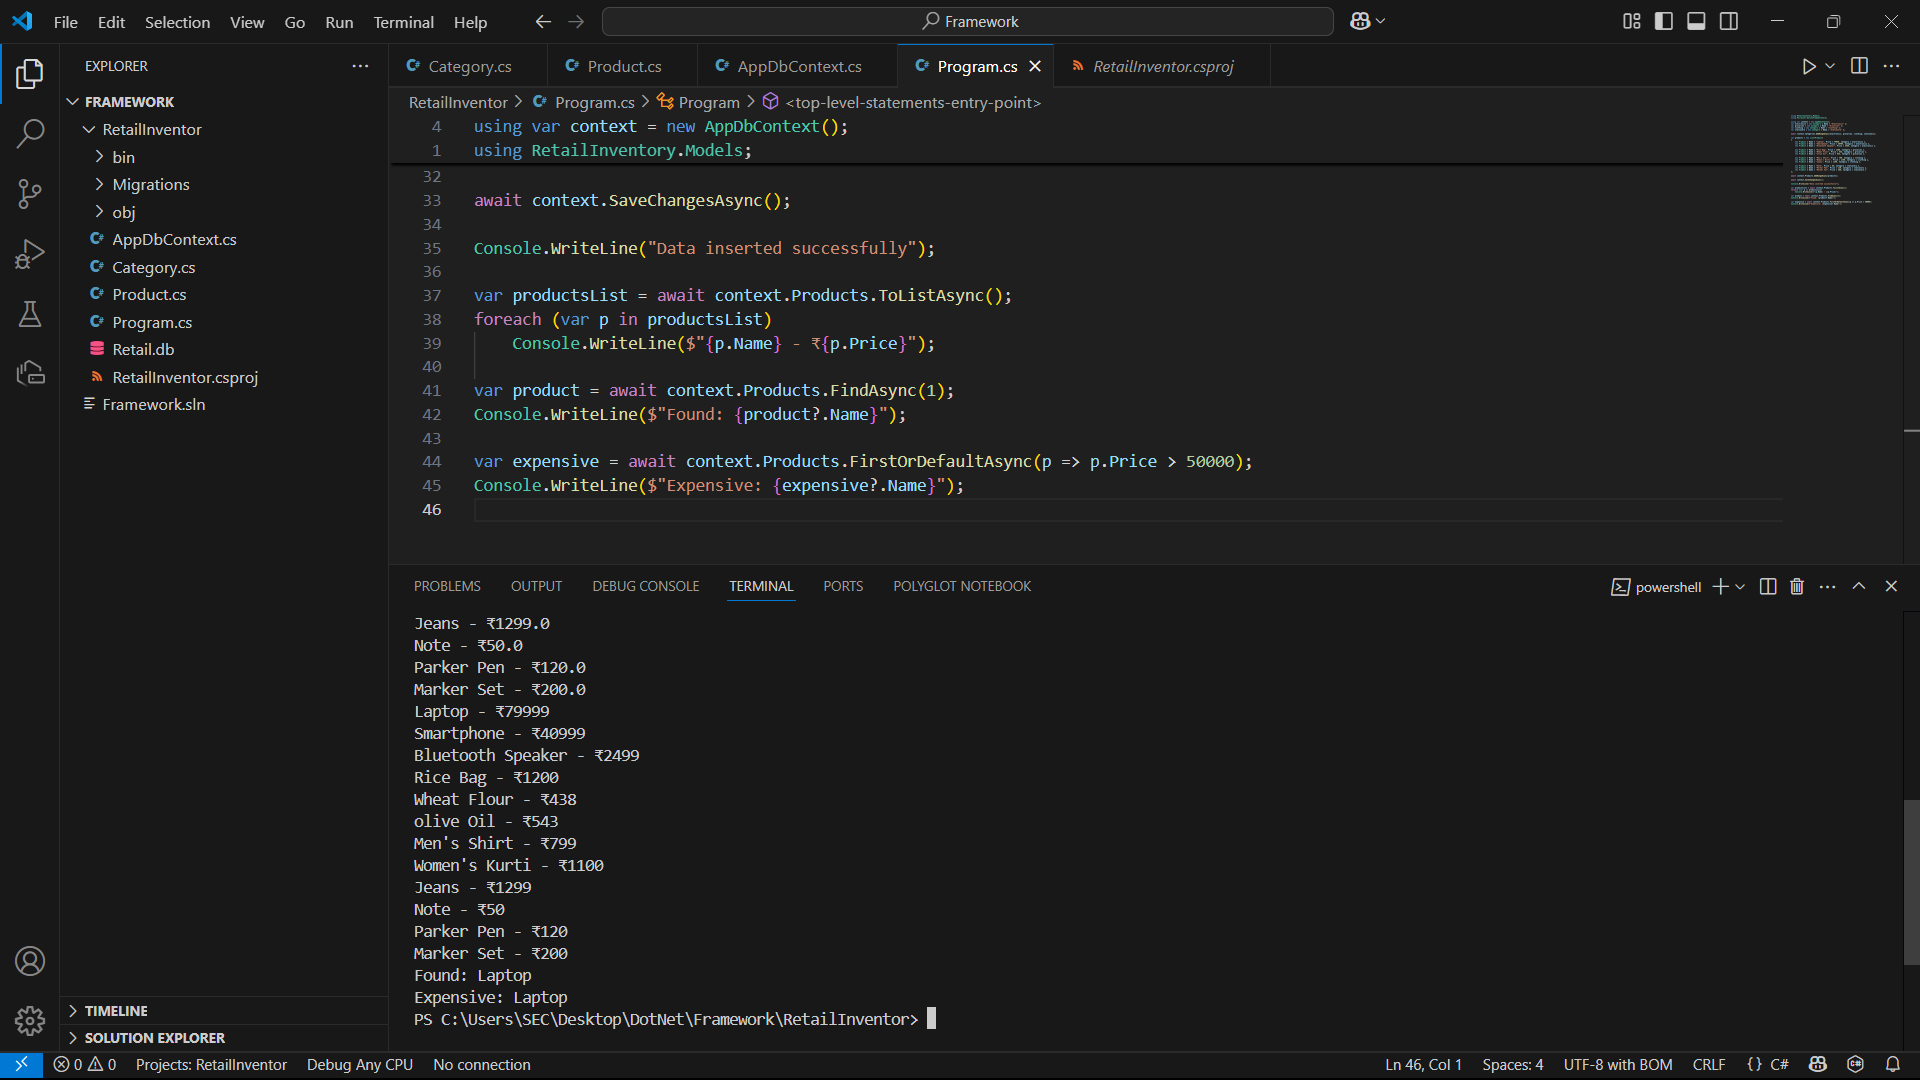 File Edit Selection View Go Run Terminal Help
Framework
EXPLORER
FRAMEWORK
RetailInventor
bin
Migrations
obj
AppDbContext.cs
Category.cs
Product.cs
Program.cs
Retail.db
RetailInventor.csproj
Framework.sln
TIMELINE
SOLUTION EXPLORER
Category.cs Product.cs AppDbContext.cs Program.cs RetailInventor.csproj
RetailInventor > Program.cs > Program > <top-level-statements-entry-point>
4 using var context = new AppDbContext();
1 using RetailInventory.Models;
32
33 await context.SaveChangesAsync();
34
35 Console.WriteLine("Data inserted successfully");
36
37 var productsList = await context.Products.ToListAsync();
38 foreach (var p in productsList)
39     Console.WriteLine($"{p.Name} - ₹{p.Price}");
40
41 var product = await context.Products.FindAsync(1);
42 Console.WriteLine($"Found: {product?.Name}");
43
44 var expensive = await context.Products.FirstOrDefaultAsync(p => p.Price > 50000);
45 Console.WriteLine($"Expensive: {expensive?.Name}");
46
PROBLEMS OUTPUT DEBUG CONSOLE TERMINAL PORTS POLYGLOT NOTEBOOK
powershell
Jeans - ₹1299.0
Note - ₹50.0
Parker Pen - ₹120.0
Marker Set - ₹200.0
Laptop - ₹79999
Smartphone - ₹40999
Bluetooth Speaker - ₹2499
Rice Bag - ₹1200
Wheat Flour - ₹438
olive Oil - ₹543
Men's Shirt - ₹799
Women's Kurti - ₹1100
Jeans - ₹1299
Note - ₹50
Parker Pen - ₹120
Marker Set - ₹200
Found: Laptop
Expensive: Laptop
PS C:\Users\SEC\Desktop\DotNet\Framework\RetailInventor>
0 0 Projects: RetailInventor Debug Any CPU No connection
Ln 46, Col 1 Spaces: 4 UTF-8 with BOM CRLF {} C#